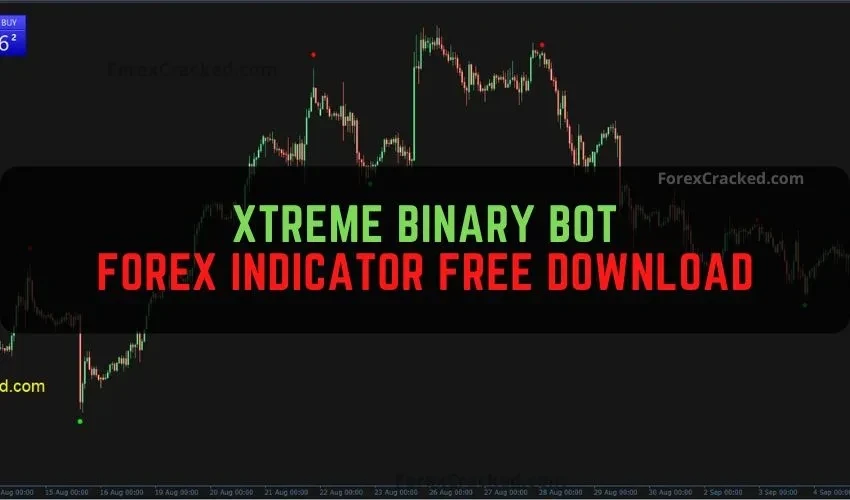 BUY
6²
ForexCracked.com
ForexCracked.com
XTREME BINARY BOT
FOREX INDICATOR FREE DOWNLOAD
d.com
ForexCracked.com
Aug 00:00 15 Aug 00:00 16 Aug 00:00 19 Aug 00:00 20 Aug 00:00 21 Aug 00:00 22 Aug 00:00 23 Aug 00:00 26 Aug 00:00 27 Aug 00:00 28 Aug 00:00 29 Aug 00:00 30 Aug 00:00 2 Sep 00:00 3 Sep 00:00 4 Sep 00:00